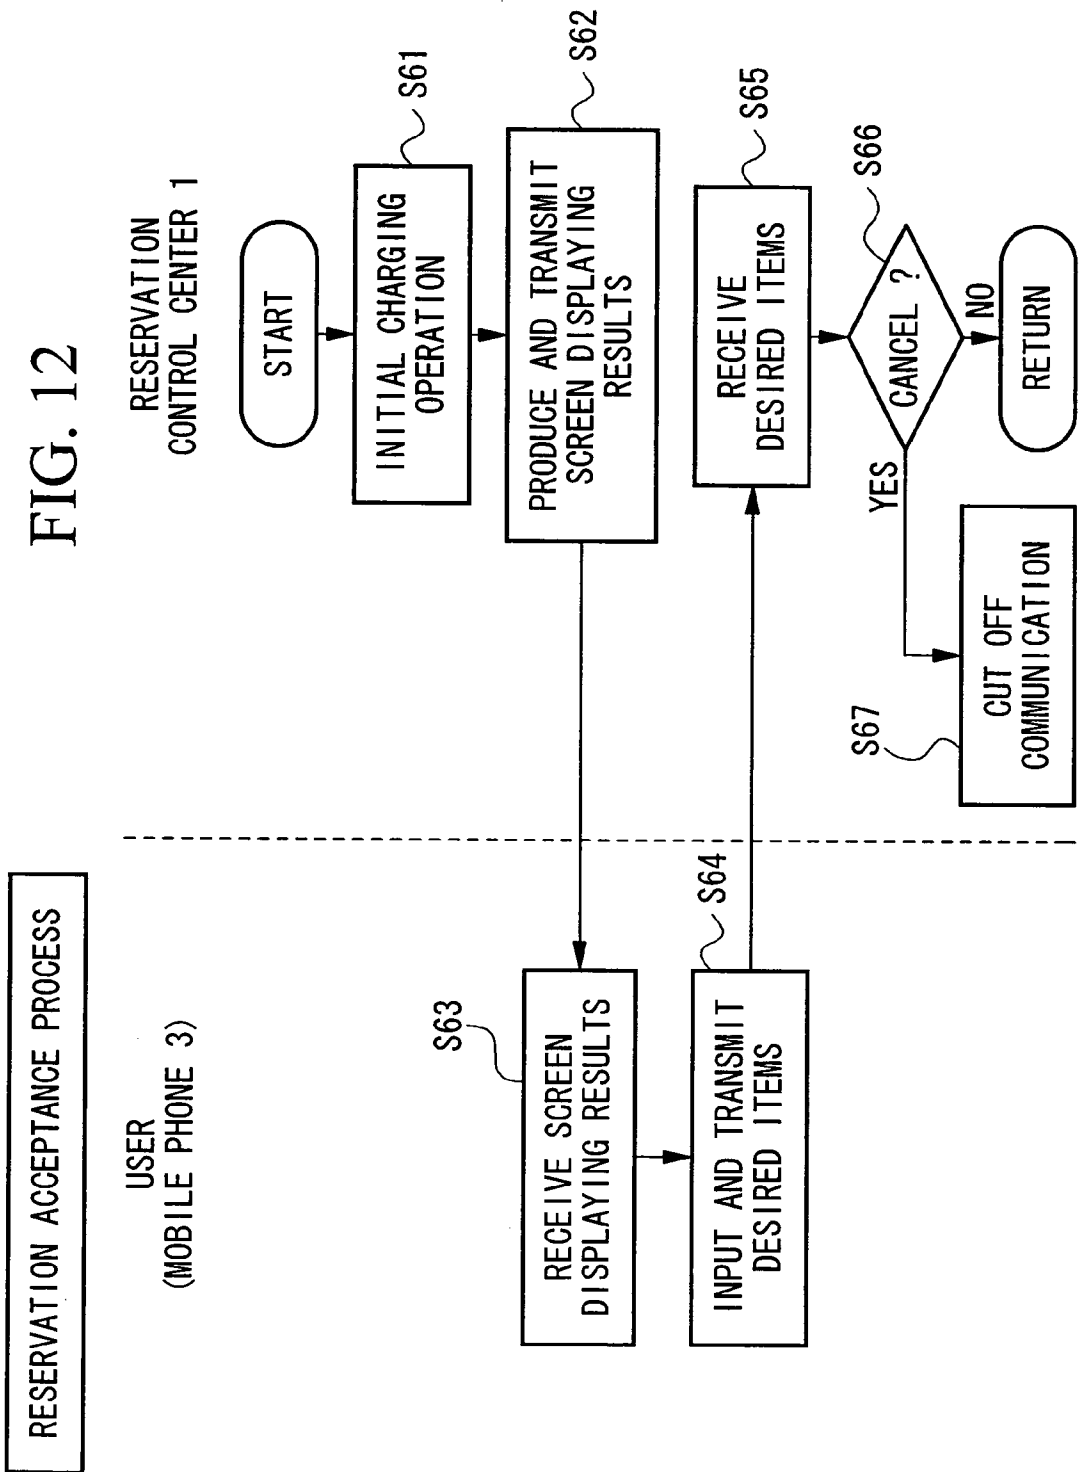 FIG. 12
RESERVATION ACCEPTANCE PROCESS
USER
(MOBILE PHONE 3)
RESERVATION
CONTROL CENTER 1
START
INITIAL CHARGING
OPERATION
S61
PRODUCE AND TRANSMIT
SCREEN DISPLAYING
RESULTS
S62
S63
RECEIVE SCREEN
DISPLAYING RESULTS
S64
INPUT AND TRANSMIT
DESIRED ITEMS
RECEIVE
DESIRED ITEMS
S65
CANCEL ?
S66
YES
NO
S67
CUT OFF
COMMUNICATION
RETURN